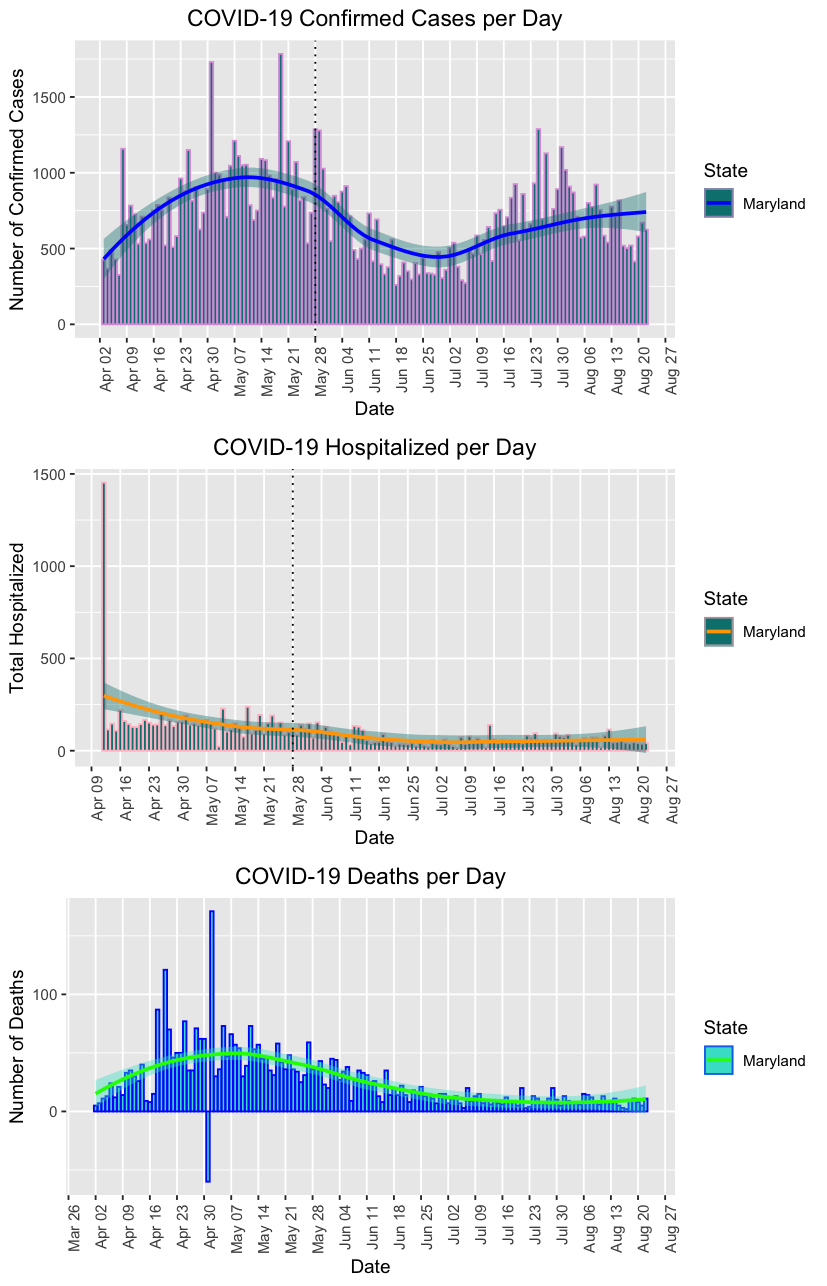 COVID-19 Confirmed Cases per Day
Number of Confirmed Cases
1500
1000
500
0
Apr 02
Apr 09
Apr 16
Apr 23
Apr 30
May 07
May 14
May 21
May 28
Jun 04
Jun 11
Jun 18
Jun 25
Jul 02
Jul 09
Jul 16
Jul 23
Jul 30
Aug 06
Aug 13
Aug 20
Aug 27
Date
State
Maryland
COVID-19 Hospitalized per Day
Total Hospitalized
1500
1000
500
0
Apr 09
Apr 16
Apr 23
Apr 30
May 07
May 14
May 21
May 28
Jun 04
Jun 11
Jun 18
Jun 25
Jul 02
Jul 09
Jul 16
Jul 23
Jul 30
Aug 06
Aug 13
Aug 20
Aug 27
Date
State
Maryland
COVID-19 Deaths per Day
Number of Deaths
100
0
Mar 26
Apr 02
Apr 09
Apr 16
Apr 23
Apr 30
May 07
May 14
May 21
May 28
Jun 04
Jun 11
Jun 18
Jun 25
Jul 02
Jul 09
Jul 16
Jul 23
Jul 30
Aug 06
Aug 13
Aug 20
Aug 27
Date
State
Maryland